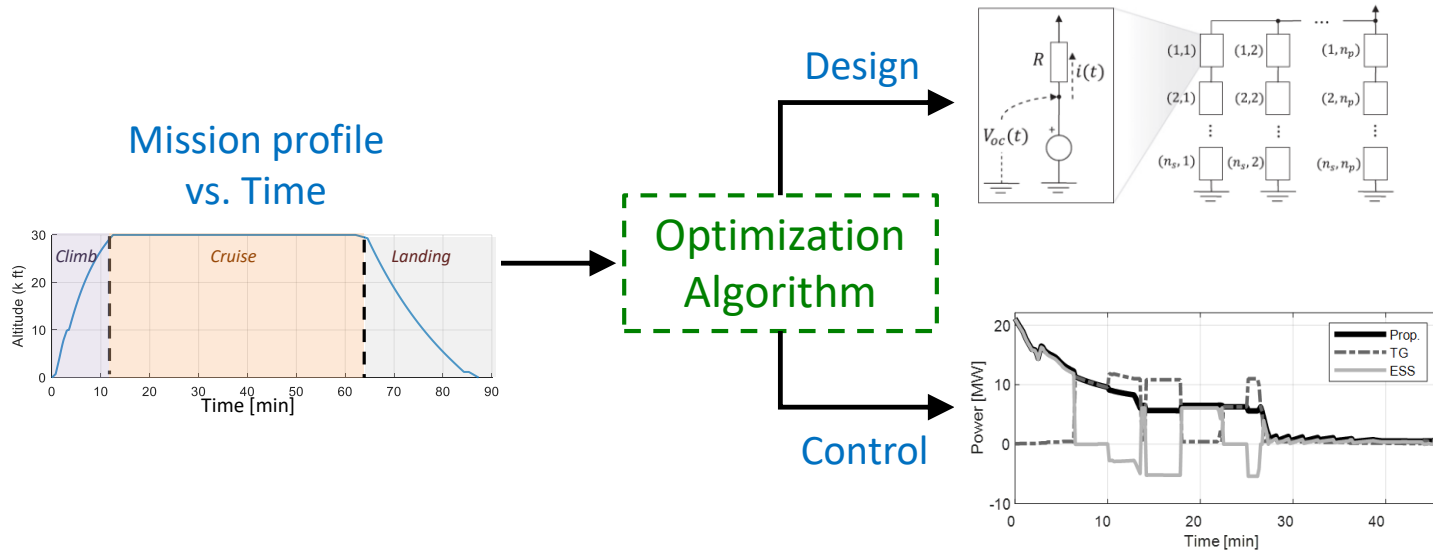 Mission profile
vs. Time
30
20
10
0
Altitude (k ft)
Climb
Cruise
Landing
0 10 20 30 40 50 60 70 80 90
Time [min]
Optimization
Algorithm
Design
Control
R
i(t)
V_oc(t)
+
...
(1,1) (1,2) (1, n_p)
(2,1) (2,2) (2, n_p)
⋮ ⋮ ⋮
(n_s, 1) (n_s, 2) (n_s, n_p)
20
10
0
-10
Power [MW]
Prop.
TG
ESS
0 10 20 30 40
Time [min]